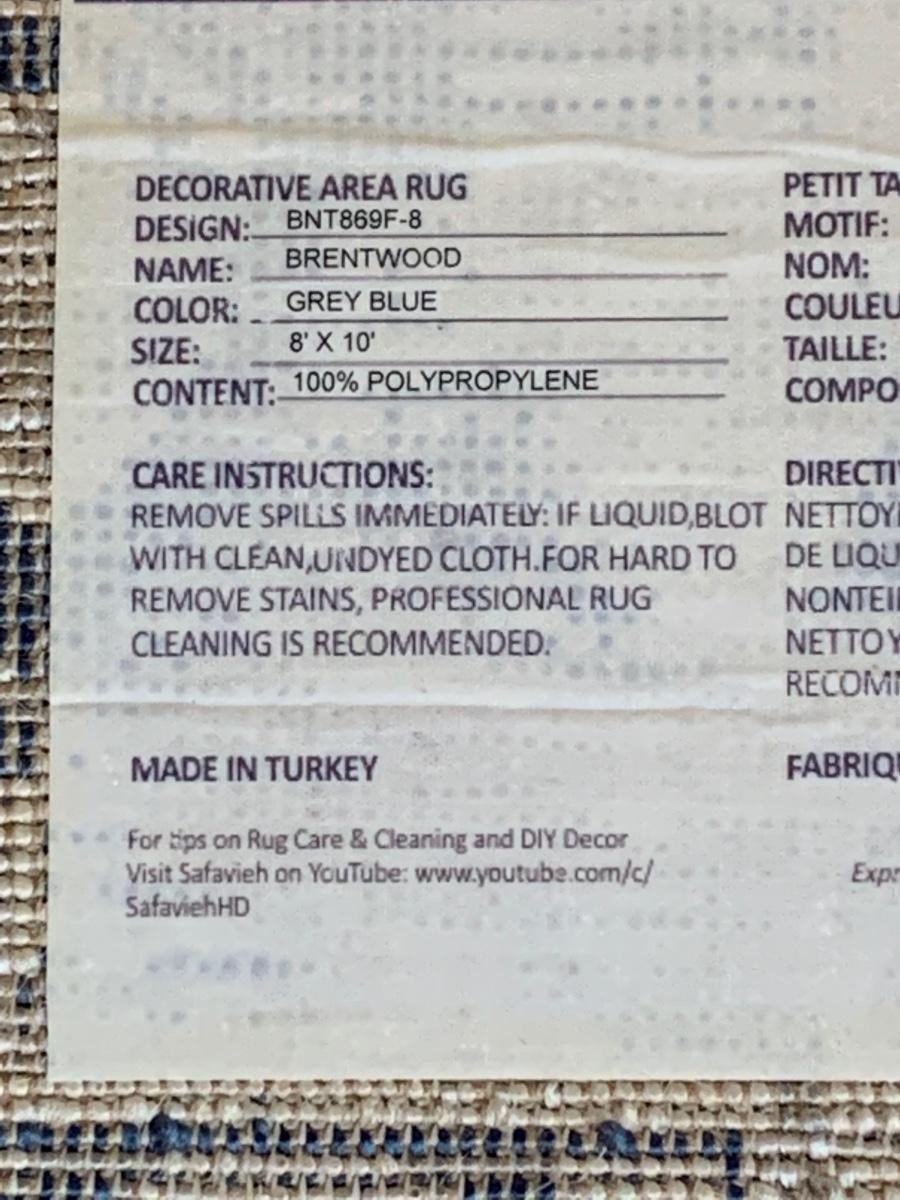 DECORATIVE AREA RUG
DESIGN: BNT869F-8
NAME: BRENTWOOD
COLOR: GREY BLUE
SIZE: 8' X 10'
CONTENT: 100% POLYPROPYLENE
CARE INSTRUCTIONS:
REMOVE SPILLS IMMEDIATELY: IF LIQUID,BLOT
WITH CLEAN,UNDYED CLOTH.FOR HARD TO
REMOVE STAINS, PROFESSIONAL RUG
CLEANING IS RECOMMENDED.
MADE IN TURKEY
For tips on Rug Care & Cleaning and DIY Decor
Visit Safavieh on YouTube: www.youtube.com/c/
SafaviehHD
PETIT TA
MOTIF:
NOM:
COULEU
TAILLE:
COMPO
DIRECTI
NETTOY
DE LIQU
NONTEI
NETTOY
RECOM
FABRIQU
Expr